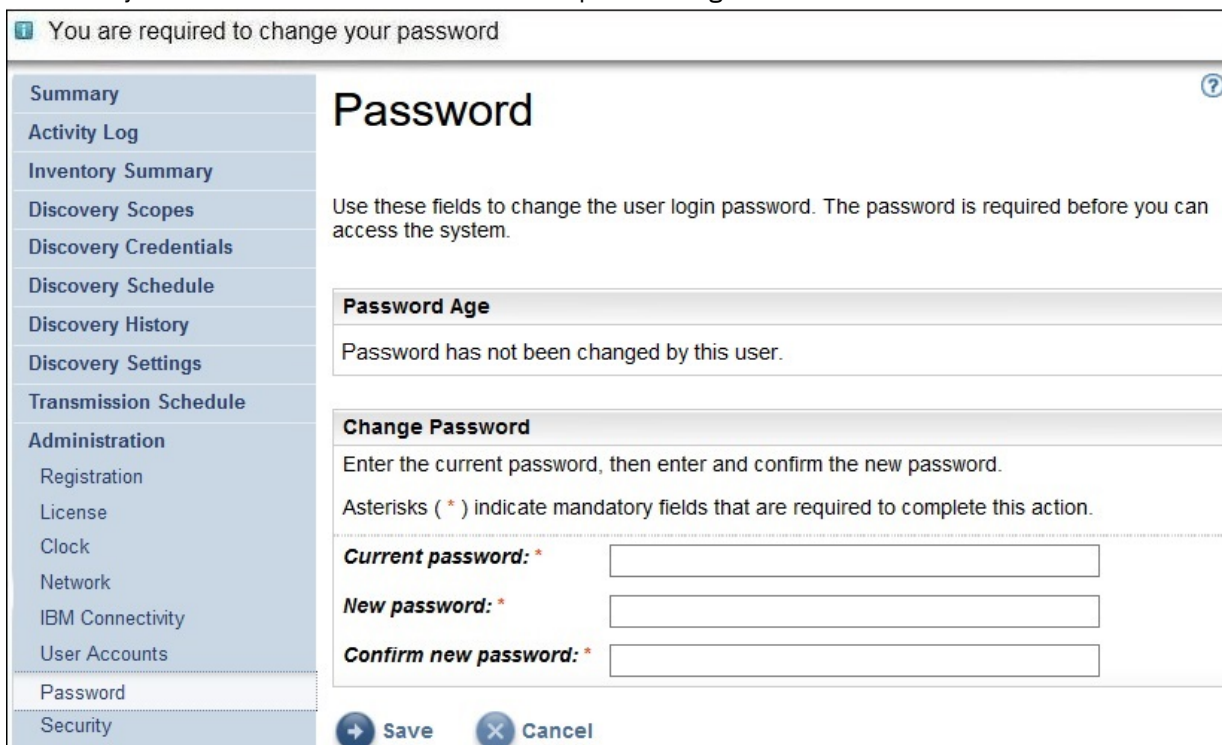 You are required to change your password
Summary
Activity Log
Inventory Summary
Discovery Scopes
Discovery Credentials
Discovery Schedule
Discovery History
Discovery Settings
Transmission Schedule
Administration
Registration
License
Clock
Network
IBM Connectivity
User Accounts
Password
Security
?
Password
Use these fields to change the user login password. The password is required before you can
access the system.
Password Age
Password has not been changed by this user.
Change Password
Enter the current password, then enter and confirm the new password.
Asterisks ( * ) indicate mandatory fields that are required to complete this action.
Current password: *
New password: *
Confirm new password: *
Save Cancel